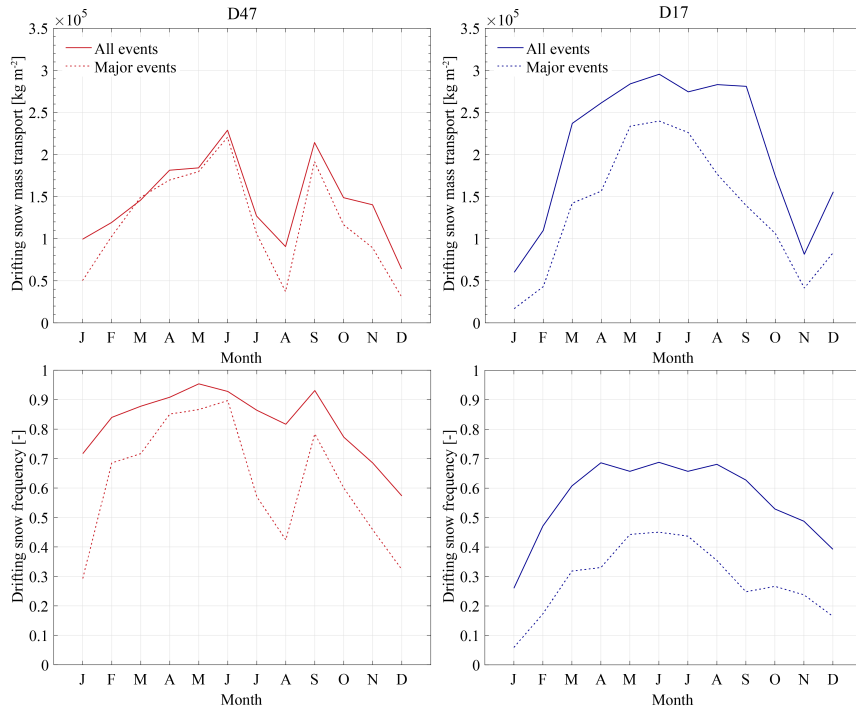 D47
×10⁵
3.5
3
2.5
2
1.5
1
0.5
0
Drifting snow mass transport [kg m⁻²]
All events
Major events
J F M A M J J A S O N D
Month
D17
×10⁵
3.5
3
2.5
2
1.5
1
0.5
0
Drifting snow mass transport [kg m⁻²]
All events
Major events
J F M A M J J A S O N D
Month
1
0.9
0.8
0.7
0.6
0.5
0.4
0.3
0.2
0.1
0
Drifting snow frequency [-]
J F M A M J J A S O N D
Month
1
0.9
0.8
0.7
0.6
0.5
0.4
0.3
0.2
0.1
0
Drifting snow frequency [-]
J F M A M J J A S O N D
Month